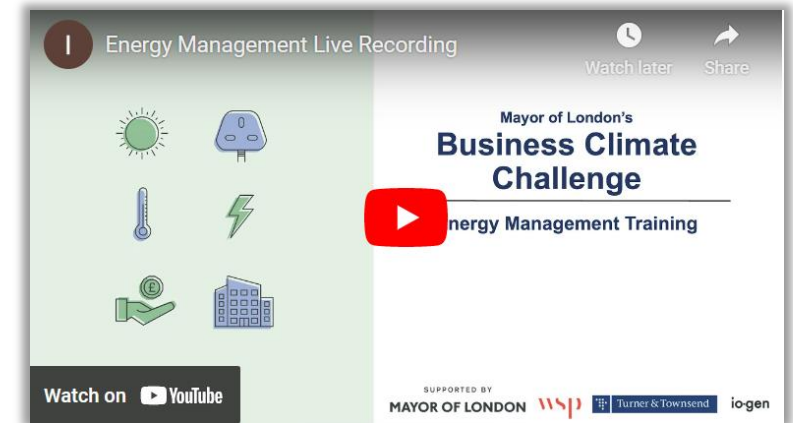 I
Energy Management Live Recording
Watch later
Share
Mayor of London's
Business Climate
Challenge
nergy Management Training
£
Watch on YouTube
SUPPORTED BY
MAYOR OF LONDON
wsp
Turner & Townsend
io-gen